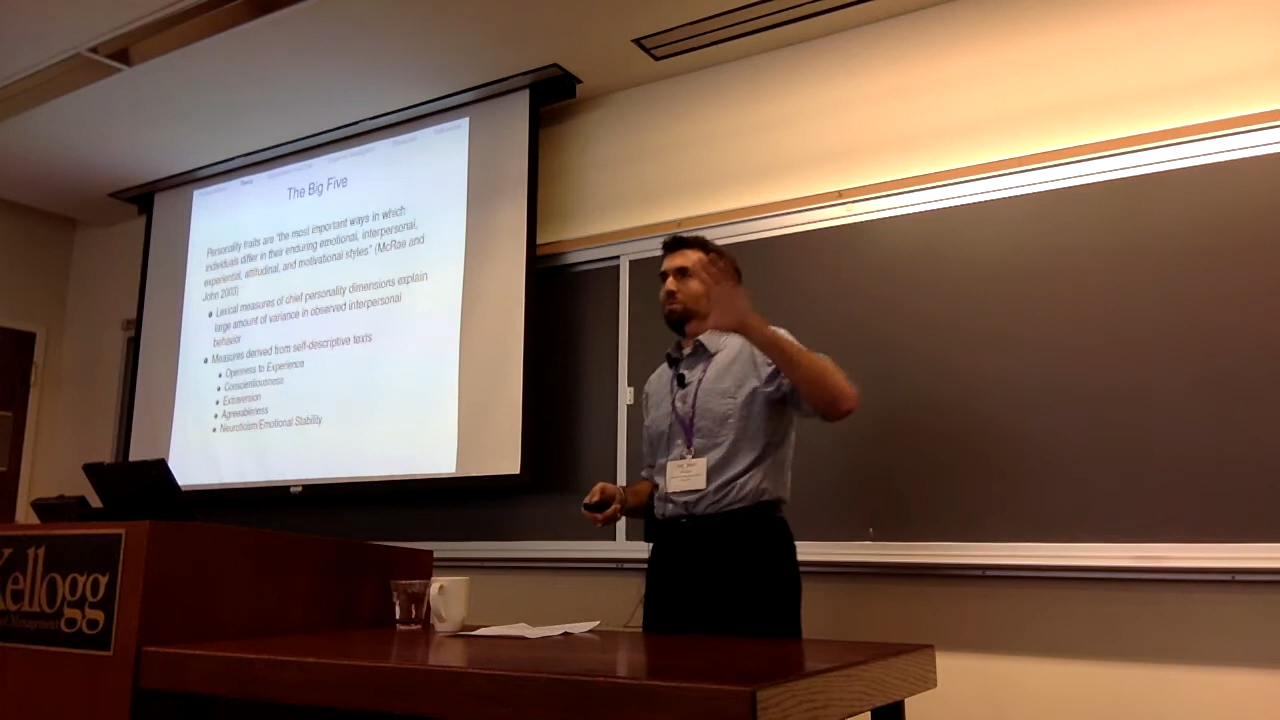 Theory
The Big Five
Personality traits are "the most important ways in which
individuals differ in their enduring emotional, interpersonal,
experiential, attitudinal, and motivational styles" (McRae and
John 2003)
Lexical measures of chief personality dimensions explain
large amount of variance in observed interpersonal
behavior
Measures derived from self-descriptive texts
Openness to Experience
Conscientiousness
Extraversion
Agreeableness
Neuroticism/Emotional Stability
Kellogg
Management